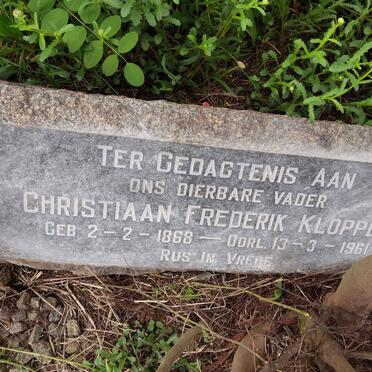 TER GEDAGTENIS AAN
ONS DIERBARE VADER
CHRISTIAAN FREDERIK KLOPP
GEB 2-2-1868 — OORL. 13-3-1961
RUS IN VREDE